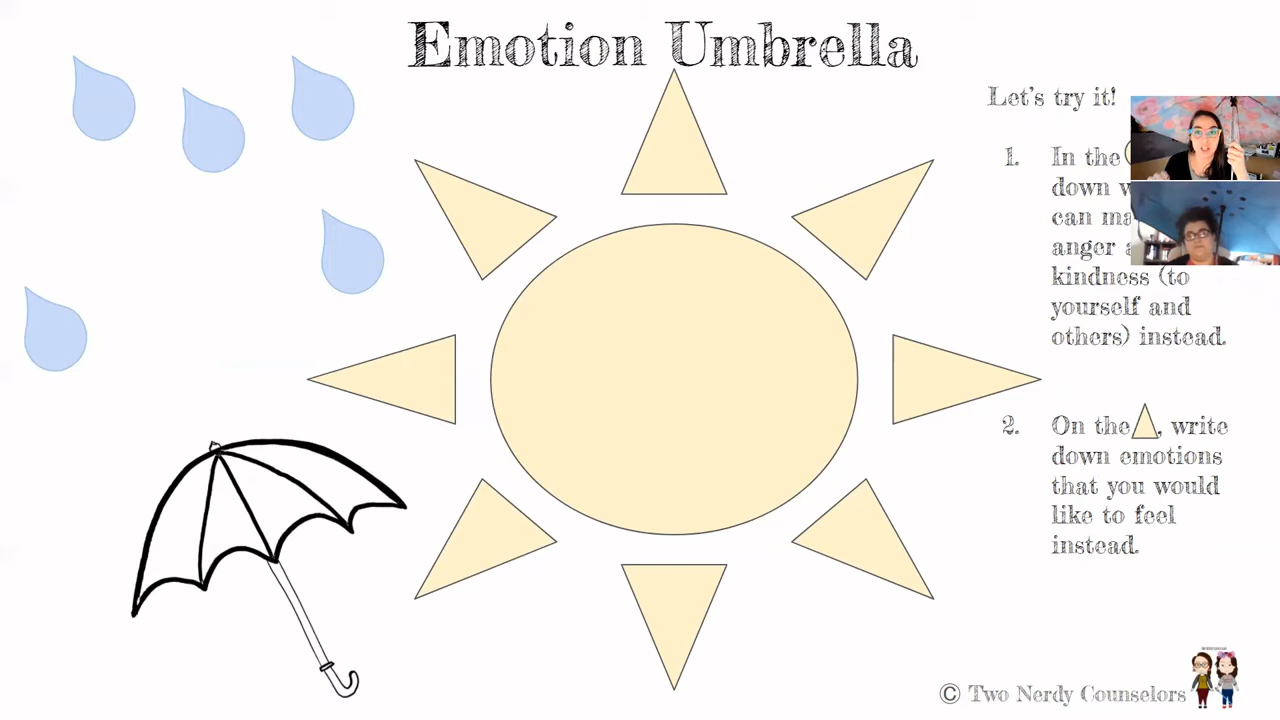 Emotion Umbrella
Let's try it!
1. In the
down
can
anger
kindness (to
yourself and
others) instead.
2. On the , write
down emotions
that you would
like to feel
instead.
© Two Nerdy Counselors